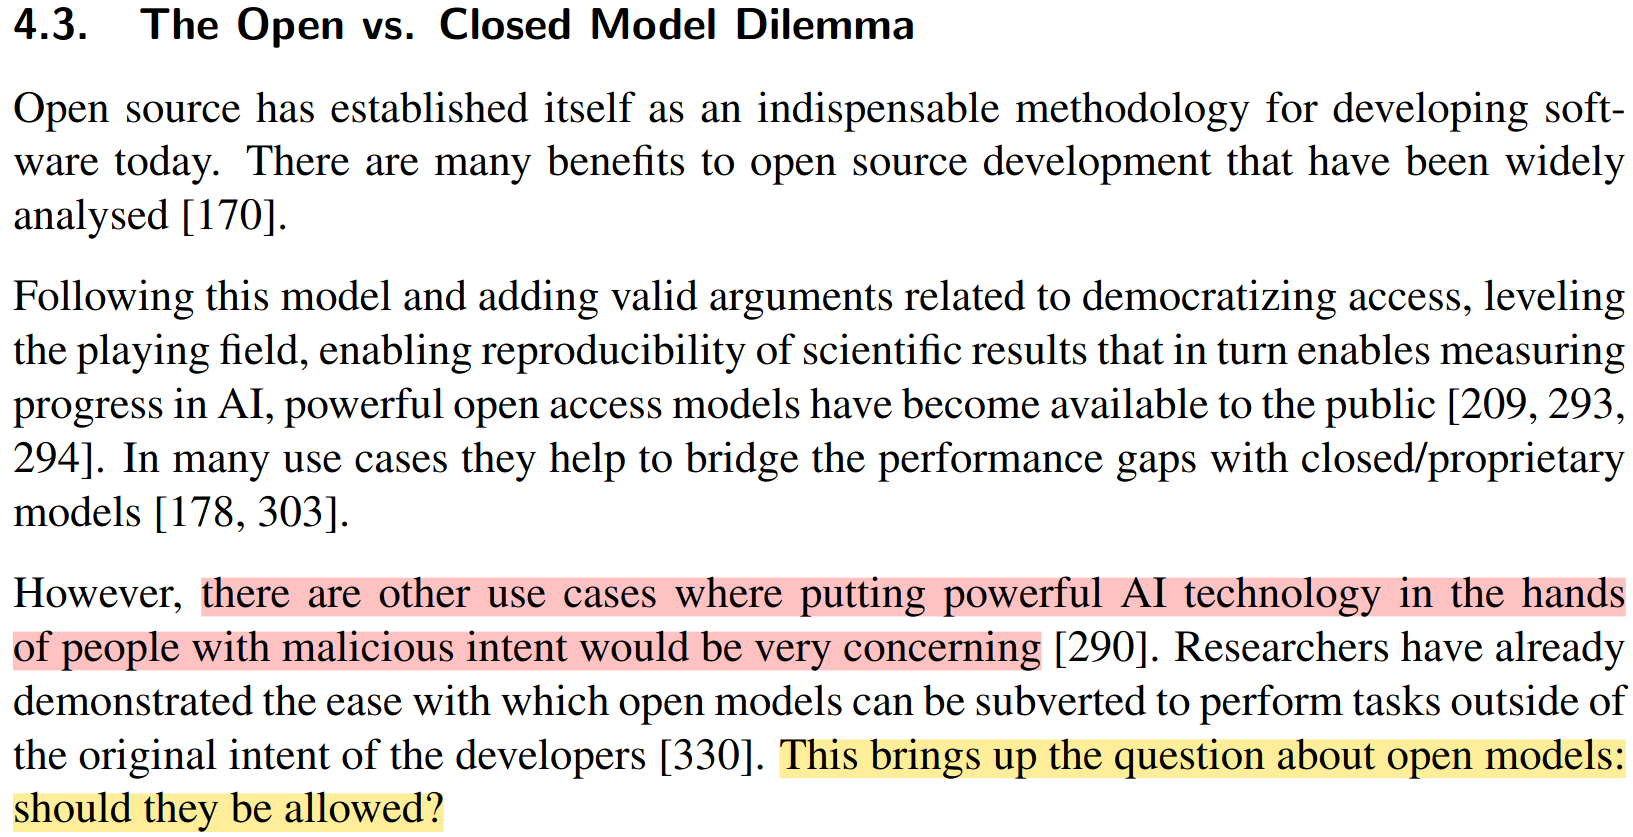 4.3. The Open vs. Closed Model Dilemma
Open source has established itself as an indispensable methodology for developing soft-
ware today. There are many benefits to open source development that have been widely
analysed [170].
Following this model and adding valid arguments related to democratizing access, leveling
the playing field, enabling reproducibility of scientific results that in turn enables measuring
progress in AI, powerful open access models have become available to the public [209, 293,
294]. In many use cases they help to bridge the performance gaps with closed/proprietary
models [178, 303].
However, there are other use cases where putting powerful AI technology in the hands
of people with malicious intent would be very concerning [290]. Researchers have already
demonstrated the ease with which open models can be subverted to perform tasks outside of
the original intent of the developers [330]. This brings up the question about open models:
should they be allowed?